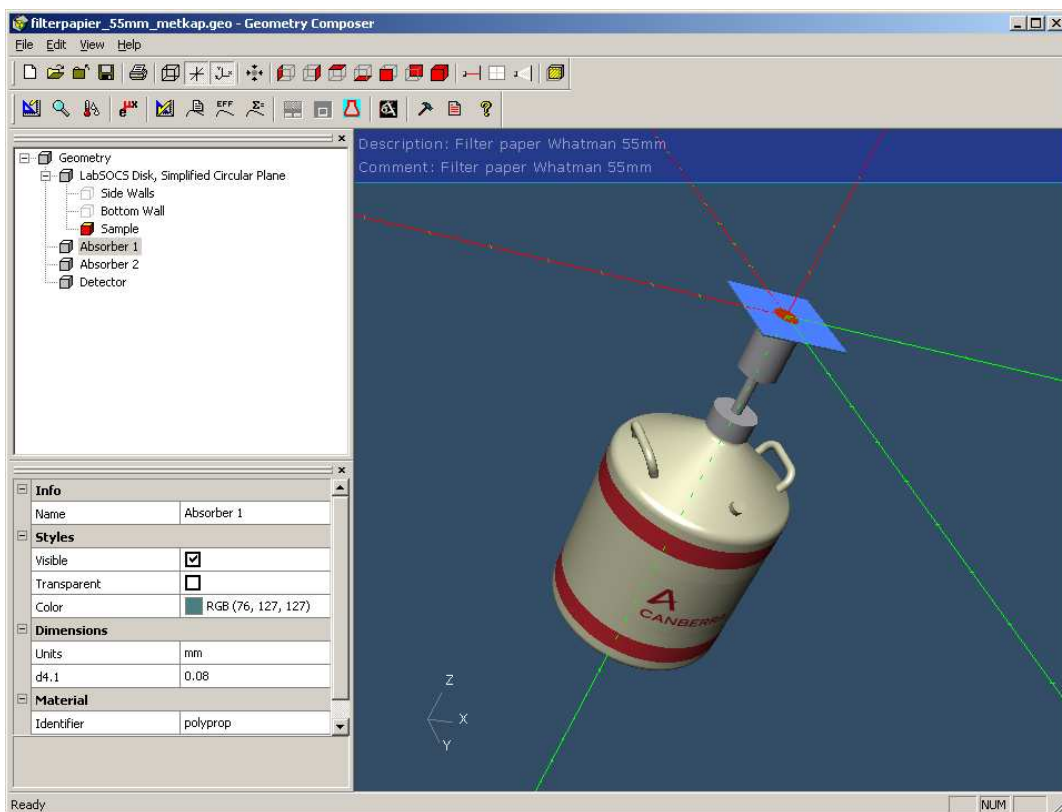 filterpapier_55mm_metkap.geo - Geometry Composer
File Edit View Help
EFF
Geometry
LabSOCS Disk, Simplified Circular Plane
Side Walls
Bottom Wall
Sample
Absorber 1
Absorber 2
Detector
Info
Name Absorber 1
Styles
Visible
Transparent
Color RGB (76, 127, 127)
Dimensions
Units mm
d4.1 0.08
Material
Identifier polyprop
Description: Filter paper Whatman 55mm
Comment: Filter paper Whatman 55mm
CANBERRA
Z
X
Y
Ready
NUM